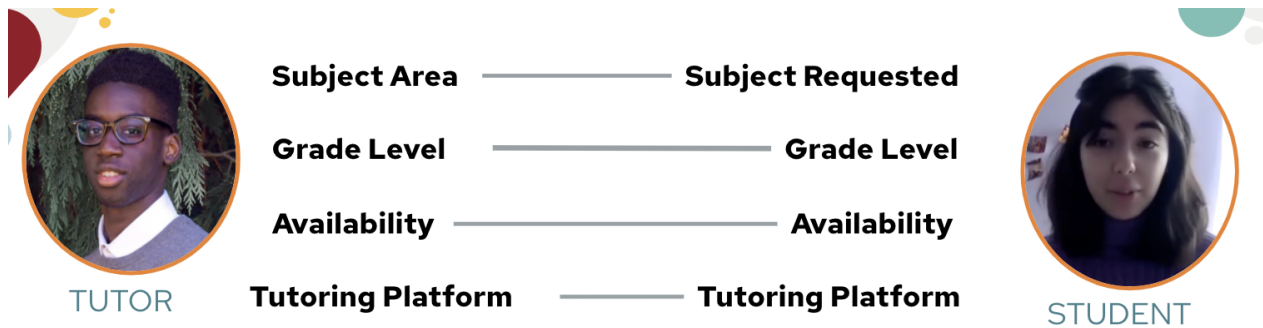 Subject Area Subject Requested
Grade Level Grade Level
Availability Availability
Tutoring Platform Tutoring Platform
TUTOR STUDENT